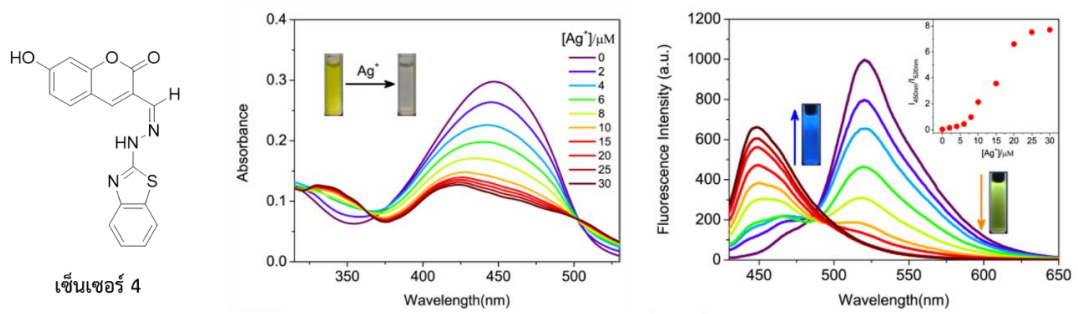 HO
O
O
H
N
HN
N
S
เซ็นเซอร์ 4
0.4
0.3
0.2
0.1
0.0
Absorbance
350
400
450
500
Wavelength(nm)
Ag⁺
[Ag⁺]/μM
0
2
4
6
8
10
15
20
25
30
1200
1000
800
600
400
200
0
Fluorescence Intensity (a.u.)
450
500
550
600
650
Wavelength(nm)
8
6
4
2
0
I450nm/I520nm
0 5 10 15 20 25 30
[Ag⁺]/μM